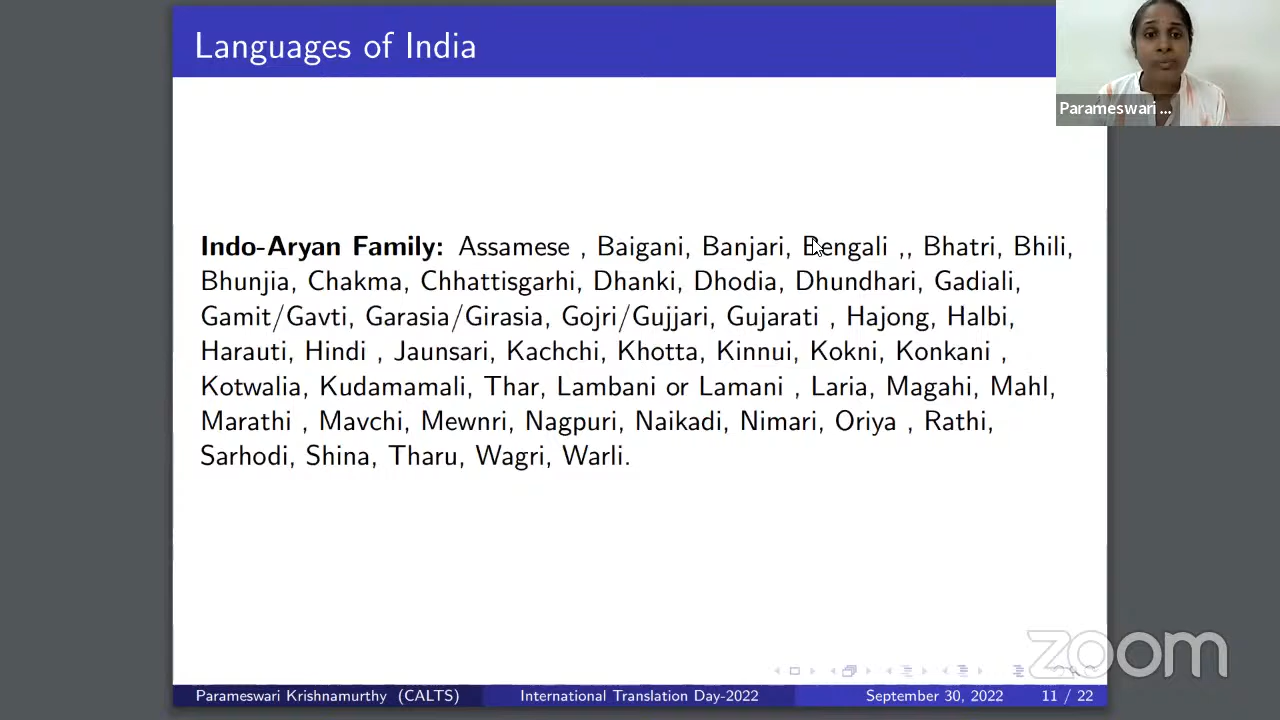 Languages of India
Parameswari ...
Indo-Aryan Family: Assamese , Baigani, Banjari, Bengali ,, Bhatri, Bhili,
Bhunjia, Chakma, Chhattisgarhi, Dhanki, Dhodia, Dhundhari, Gadiali,
Gamit/Gavti, Garasia/Girasia, Gojri/Gujjari, Gujarati , Hajong, Halbi,
Harauti, Hindi , Jaunsari, Kachchi, Khotta, Kinnui, Kokni, Konkani ,
Kotwalia, Kudamamali, Thar, Lambani or Lamani , Laria, Magahi, Mahl,
Marathi , Mavchi, Mewnri, Nagpuri, Naikadi, Nimari, Oriya , Rathi,
Sarhodi, Shina, Tharu, Wagri, Warli.
zoom
Parameswari Krishnamurthy (CALTS) International Translation Day-2022 September 30, 2022 11 / 22